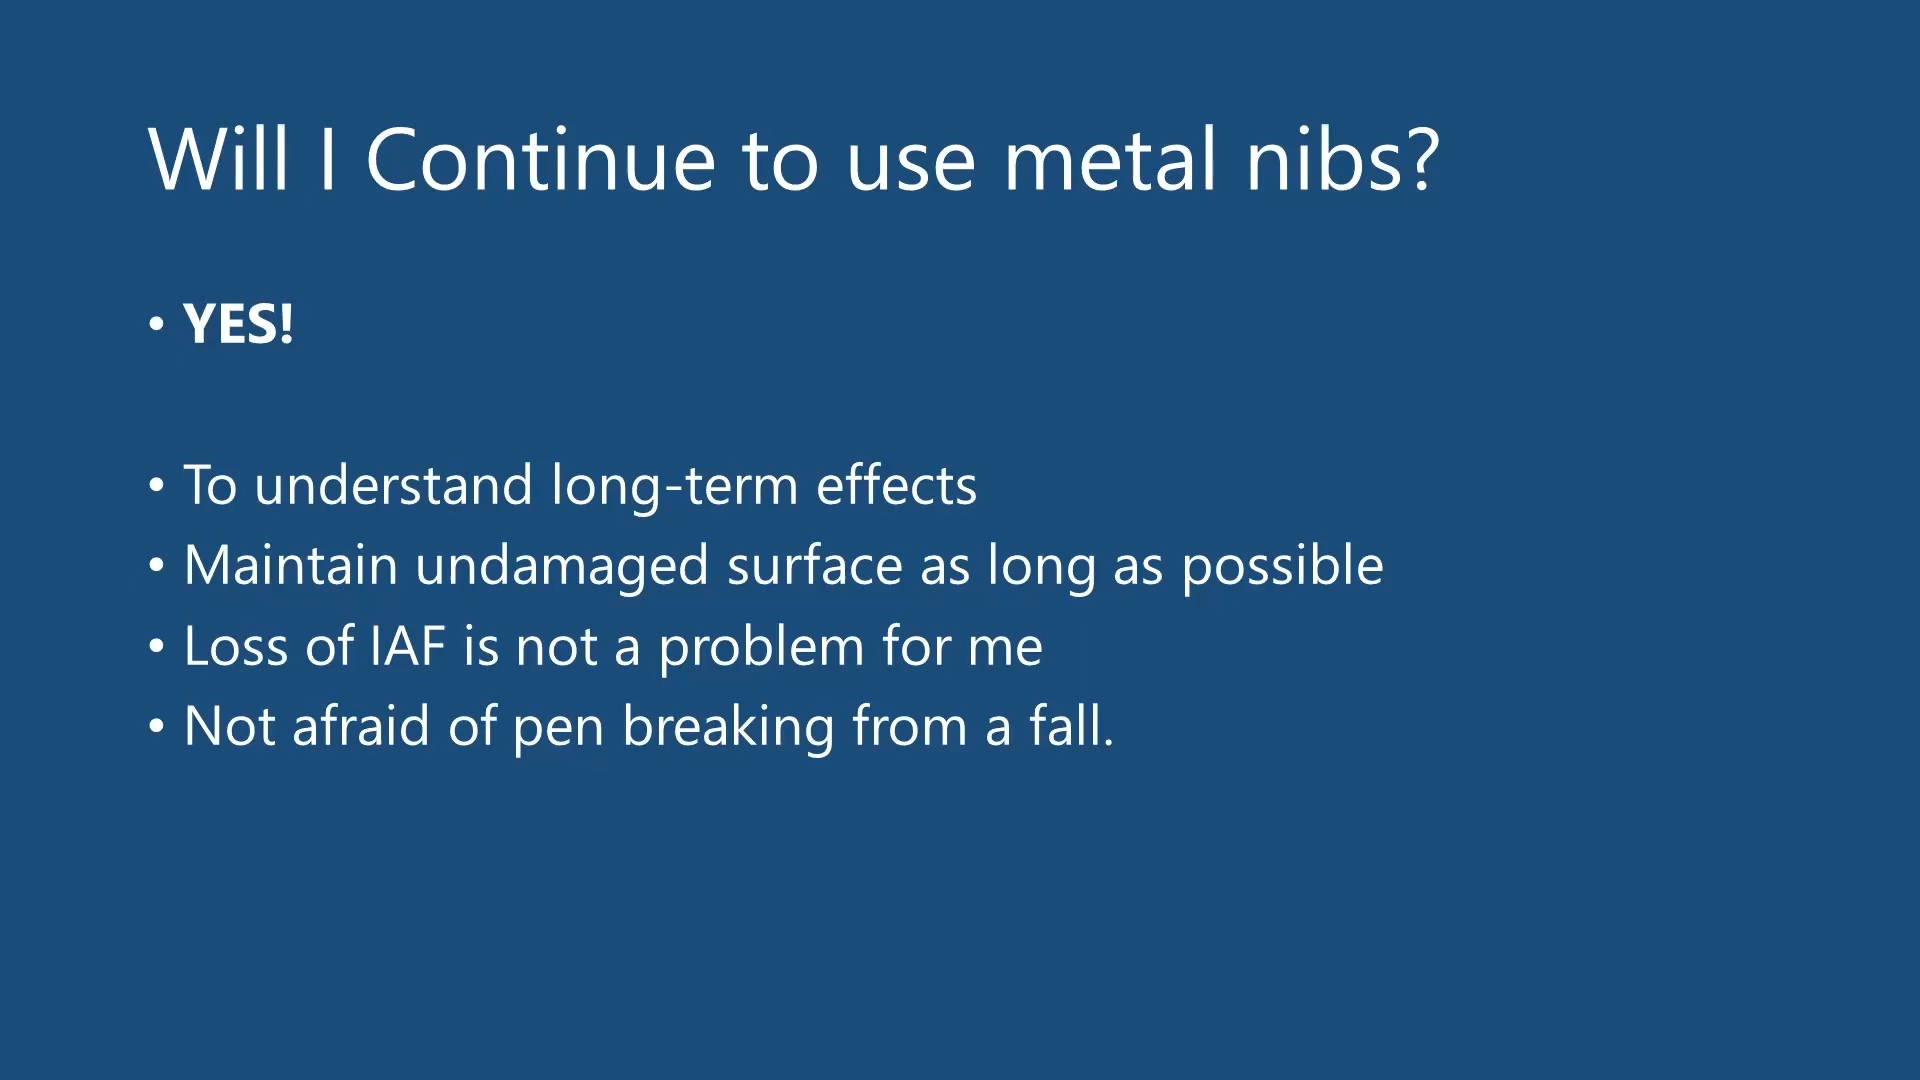 Will I Continue to use metal nibs?
• YES!
• To understand long-term effects
• Maintain undamaged surface as long as possible
• Loss of IAF is not a problem for me
• Not afraid of pen breaking from a fall.